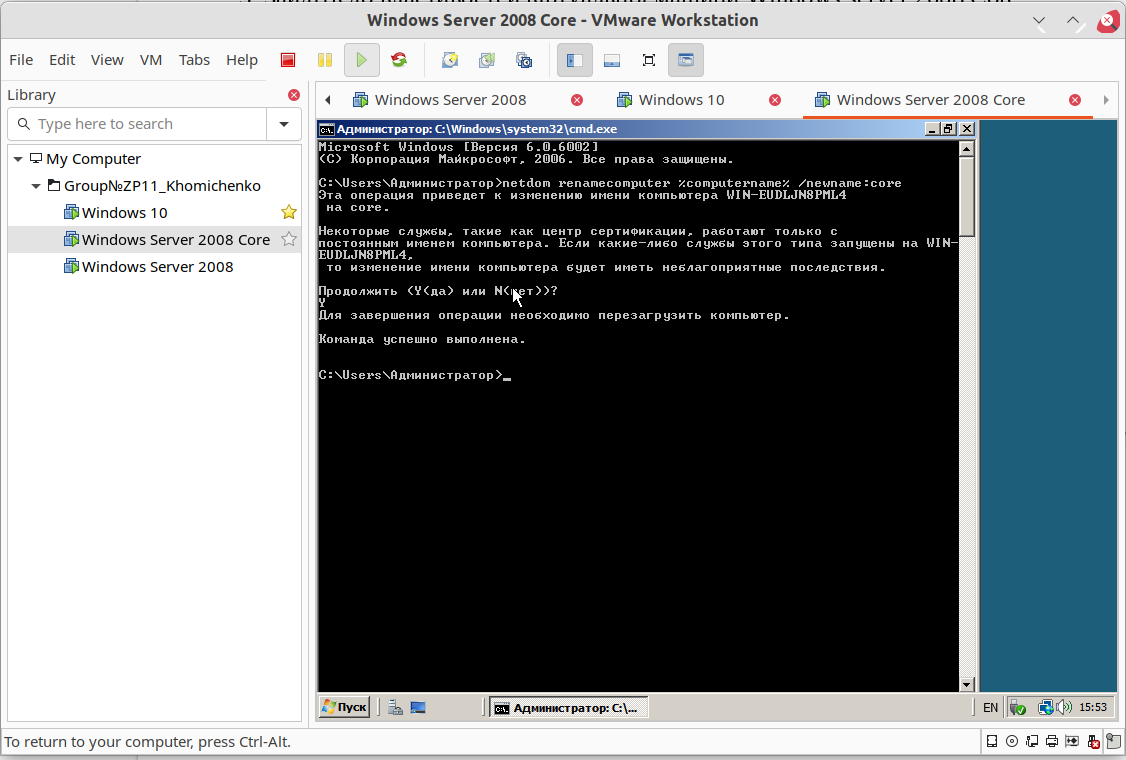 Windows Server 2008 Core - VMware Workstation
File Edit View VM Tabs Help
Library
Type here to search
My Computer
Group№ZP11_Khomichenko
Windows 10
Windows Server 2008 Core
Windows Server 2008
Windows Server 2008
Windows 10
Windows Server 2008 Core
Администратор: C:\Windows\system32\cmd.exe
Microsoft Windows [Версия 6.0.6002]
(C) Корпорация Майкрософт, 2006. Все права защищены.
C:\Users\Администратор>netdom renamecomputer %computername% /newname:core
Эта операция приведет к изменению имени компьютера WIN-EUDLJN8PML4
на core.
Некоторые службы, такие как центр сертификации, работают только с
постоянным именем компьютера. Если какие-либо службы этого типа запущены на WIN-
EUDLJN8PML4,
то изменение имени компьютера будет иметь неблагоприятные последствия.
Продолжить (Y(да) или N(нет))?
Y
Для завершения операции необходимо перезагрузить компьютер.
Команда успешно выполнена.
C:\Users\Администратор>_
Пуск
Администратор: C:\...
EN
15:53
To return to your computer, press Ctrl-Alt.